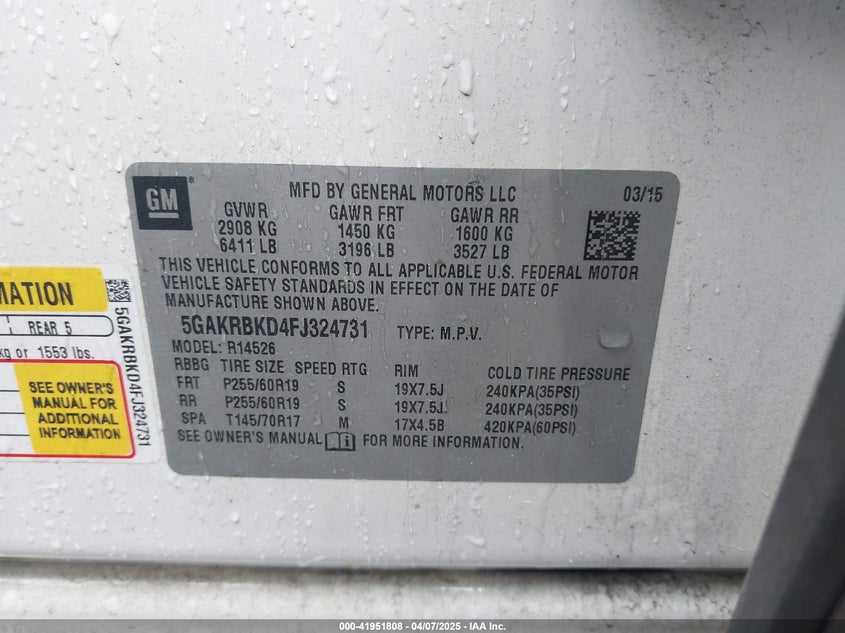 GM
®
MFD BY GENERAL MOTORS LLC
03/15
GVWR GAWR FRT GAWR RR
2908 KG 1450 KG 1600 KG
6411 LB 3196 LB 3527 LB
THIS VEHICLE CONFORMS TO ALL APPLICABLE U.S. FEDERAL MOTOR
VEHICLE SAFETY STANDARDS IN EFFECT ON THE DATE OF
MANUFACTURE SHOWN ABOVE.
5GAKRBKD4FJ324731 TYPE: M.P.V.
MODEL: R14526
RBBG TIRE SIZE SPEED RTG RIM COLD TIRE PRESSURE
FRT P255/60R19 S 19X7.5J 240KPA(35PSI)
RR P255/60R19 S 19X7.5J 240KPA(35PSI)
SPA T145/70R17 M 17X4.5B 420KPA(60PSI)
SEE OWNER'S MANUAL FOR MORE INFORMATION.
MATION
REAR 5
kg or 1553 lbs.
SEE OWNER'S
MANUAL FOR
ADDITIONAL
INFORMATION
5GAKRBKD4FJ324731
000-41951808 - 04/07/2025 - IAA Inc.